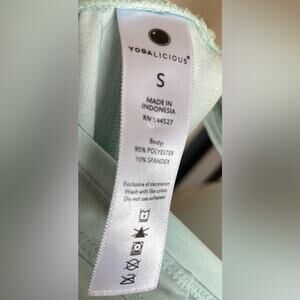 YOGALICIOUS
S
MADE IN
INDONESIA
RN 144527
Body:
90% POLYESTER
10% SPANDEX
Exclusive of decoration
Wash with like colors
Do not use softener